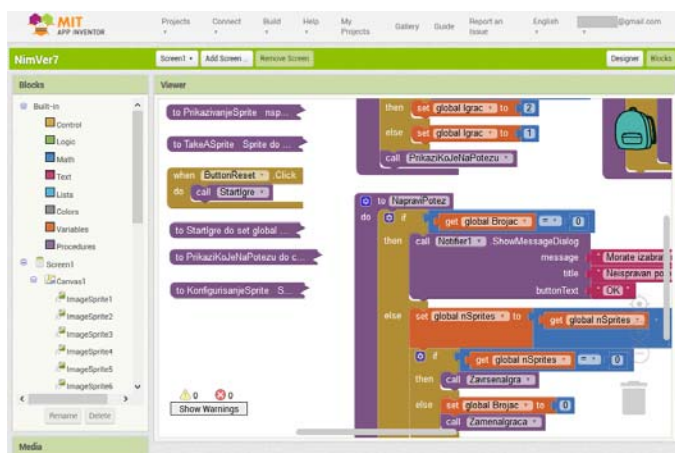 MIT
APP INVENTOR
Projects
Connect
Build
Help
My Projects
Gallery
Guide
Report an Issue
English
@gmail.com
NimVer7
Screen1
Add Screen ...
Remove Screen
Designer
Blocks
Blocks
Viewer
Built-in
Control
Logic
Math
Text
Lists
Colors
Variables
Procedures
Screen1
Canvas1
ImageSprite1
ImageSprite2
ImageSprite3
ImageSprite4
ImageSprite5
ImageSprite6
Rename
Delete
Media
to PrikazivanjeSprite nsp...
to TakeASprite Sprite do ...
when ButtonReset .Click
do call StartIgre
to StartIgre do set global ...
to PrikaziKoJeNaPotezu do c...
to KonfigurisanjeSprite S...
0
0
Show Warnings
then set global Igrac to 2
else set global Igrac to 1
call PrikaziKoJeNaPotezu
to NapraviPotez
do if get global Brojac = 0
then call Notifier1 .ShowMessageDialog
message " Morate izabra
title " Neispravan po
buttonText " OK "
else set global nSprites to get global nSprites
if get global nSprites = 0
then call ZavrsenaIgra
else set global Brojac to 0
call ZamenaIgraca